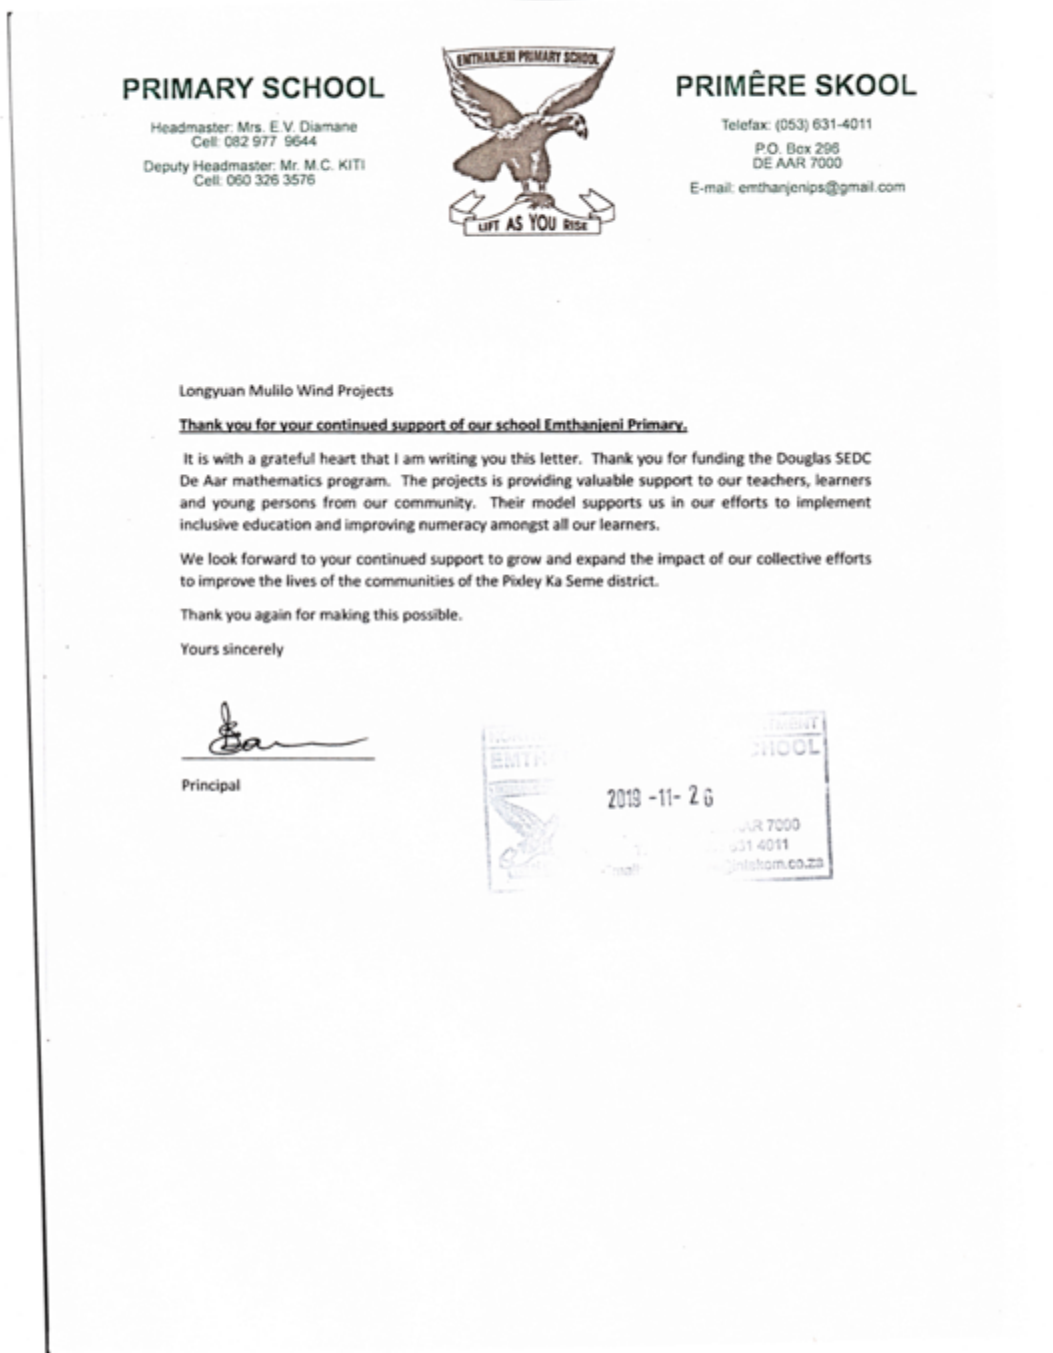 EMTHANJENI PRIMARY SCHOOL
PRIMARY SCHOOL
Headmaster: Mrs. E.V. Diamane
Cell: 082 977 9644
Deputy Headmaster: Mr. M.C. KITI
Cell: 060 326 3576
LIFT AS YOU RISE
PRIMÊRE SKOOL
Telefax: (053) 631-4011
P.O. Box 296
DE AAR 7000
E-mail: emthanjenips@gmail.com
Longyuan Mulilo Wind Projects
Thank you for your continued support of our school Emthanjeni Primary.
It is with a grateful heart that I am writing you this letter. Thank you for funding the Douglas SEDC
De Aar mathematics program. The projects is providing valuable support to our teachers, learners
and young persons from our community. Their model supports us in our efforts to implement
inclusive education and improving numeracy amongst all our learners.
We look forward to your continued support to grow and expand the impact of our collective efforts
to improve the lives of the communities of the Pixley Ka Seme district.
Thank you again for making this possible.
Yours sincerely
Principal
2019 -11- 26
7000
4011